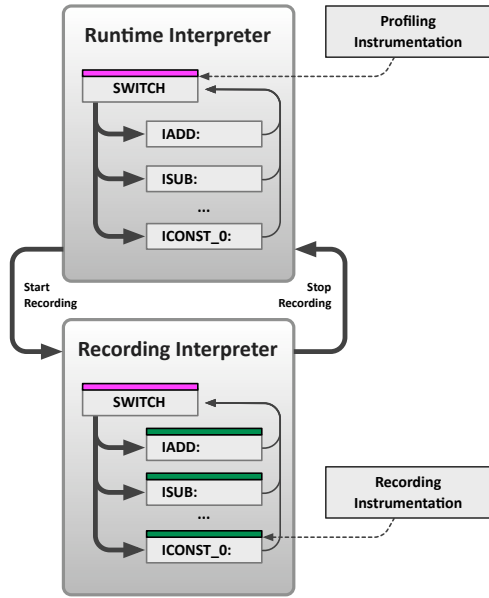 Runtime Interpreter
Profiling
Instrumentation
SWITCH
IADD:
ISUB:
...
ICONST_0:
Start
Recording
Stop
Recording
Recording Interpreter
SWITCH
IADD:
ISUB:
...
ICONST_0:
Recording
Instrumentation